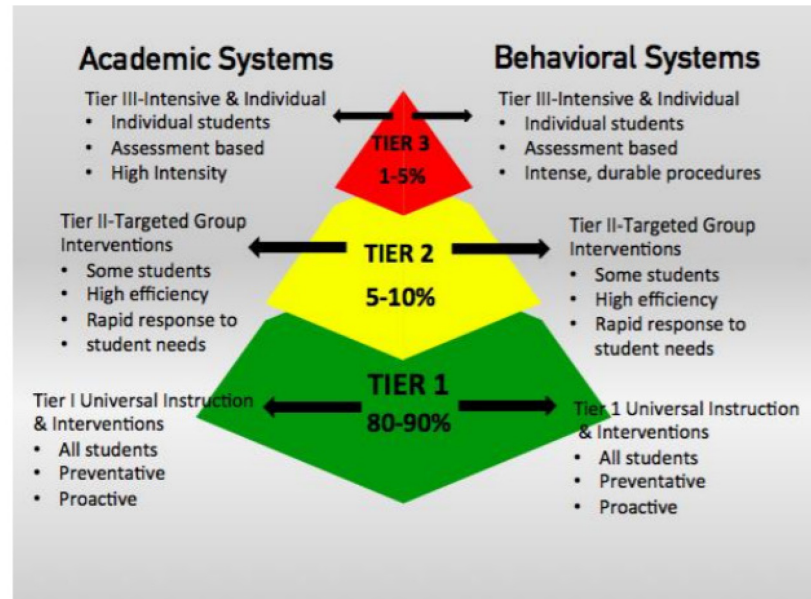 Academic Systems
Tier III-Intensive & Individual
• Individual students
• Assessment based
• High Intensity
Tier II-Targeted Group
Interventions
• Some students
• High efficiency
• Rapid response to
• student needs
Tier I Universal Instruction
& Interventions
• All students
• Preventative
• Proactive
TIER 3
1-5%
TIER 2
5-10%
TIER 1
80-90%
Behavioral Systems
Tier III-Intensive & Individual
• Individual students
• Assessment based
• Intense, durable procedures
Tier II-Targeted Group
Interventions
• Some students
• High efficiency
• Rapid response to
student needs
Tier 1 Universal Instruction
& Interventions
• All students
• Preventative
• Proactive